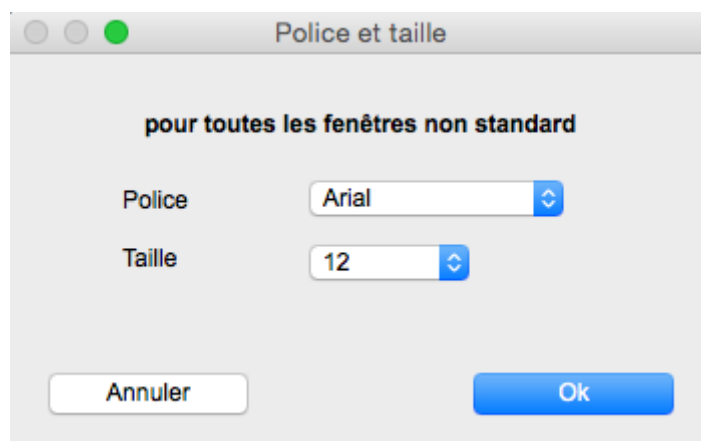 Police et taille
pour toutes les fenêtres non standard
Police Arial
Taille 12
Annuler Ok